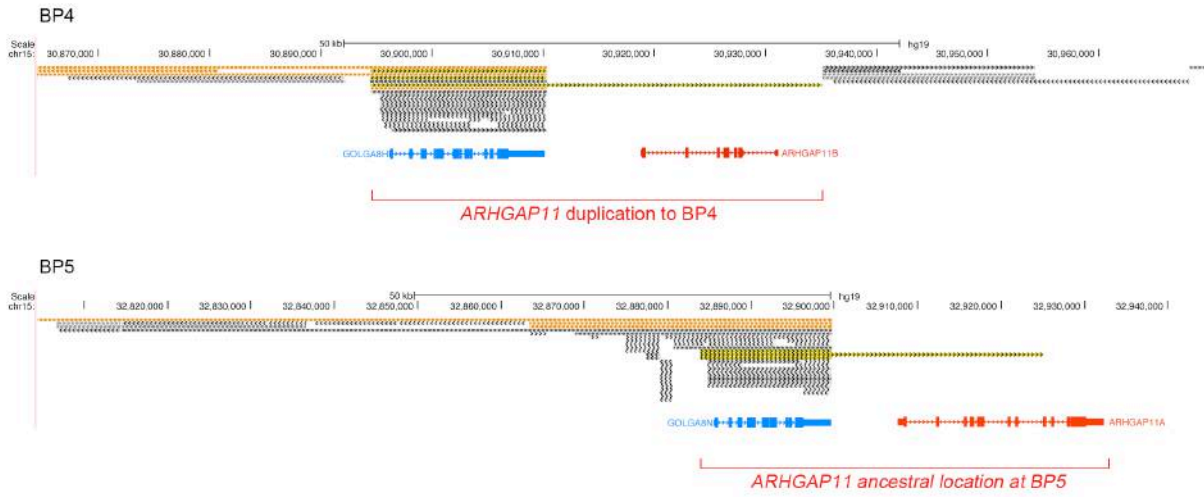 BP4
Scale
50 kb
hg19
chr15:
30,870,000
30,880,000
30,890,000
30,900,000
30,910,000
30,920,000
30,930,000
30,940,000
30,950,000
30,960,000
GOLGA8H
ARHGAP11B
ARHGAP11 duplication to BP4
BP5
Scale
50 kb
hg19
chr15:
32,820,000
32,830,000
32,840,000
32,850,000
32,860,000
32,870,000
32,880,000
32,890,000
32,900,000
32,910,000
32,920,000
32,930,000
32,940,000
GOLGA8N
ARHGAP11A
ARHGAP11 ancestral location at BP5